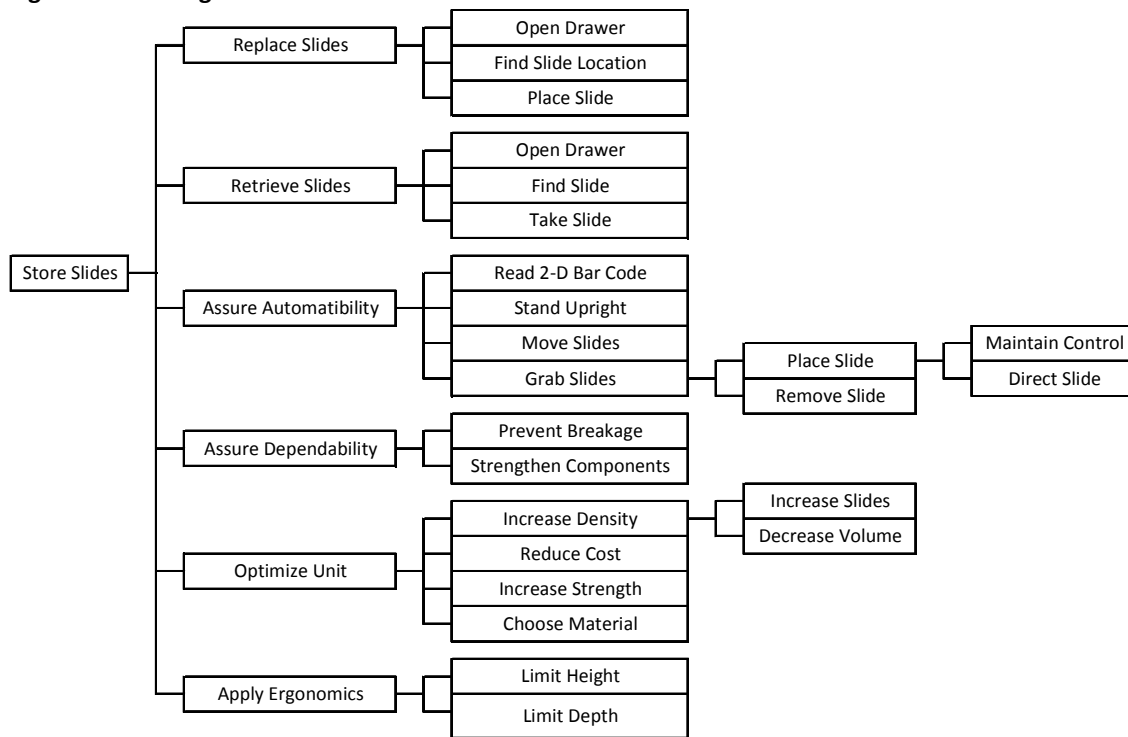 Replace Slides
Open Drawer
Find Slide Location
Place Slide
Retrieve Slides
Open Drawer
Find Slide
Take Slide
Store Slides
Assure Automatibility
Read 2-D Bar Code
Stand Upright
Move Slides
Grab Slides
Place Slide
Remove Slide
Maintain Control
Direct Slide
Assure Dependability
Prevent Breakage
Strengthen Components
Optimize Unit
Increase Density
Reduce Cost
Increase Strength
Choose Material
Increase Slides
Decrease Volume
Apply Ergonomics
Limit Height
Limit Depth